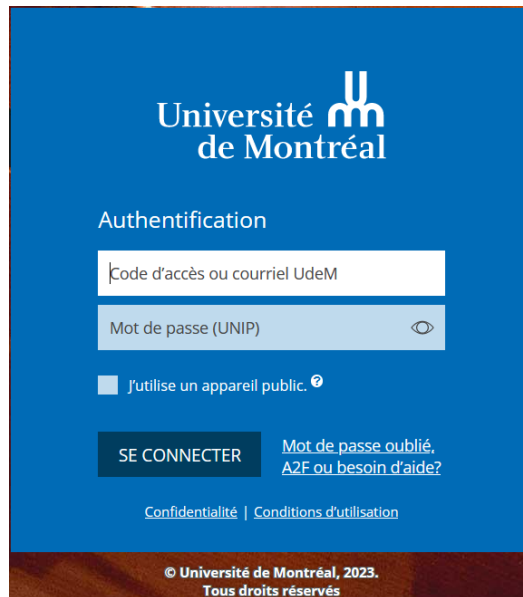 Université
de Montréal
Authentification
Code d'accès ou courriel UdeM
Mot de passe (UNIP)
J'utilise un appareil public. ?
SE CONNECTER
Mot de passe oublié,
A2F ou besoin d'aide?
Confidentialité | Conditions d'utilisation
© Université de Montréal, 2023.
Tous droits réservés